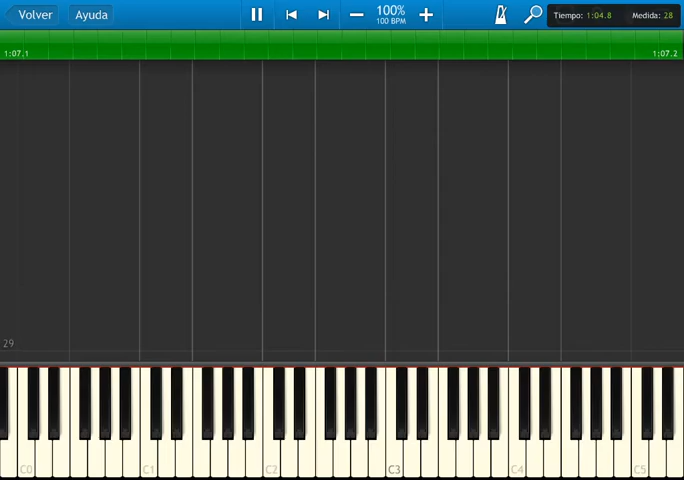 Volver Ayuda 100% Tiempo: 1:04.8 Medida: 28
100 BPM
1:07.1 1:07.2
29
C0 C1 C2 C3 C4 C5